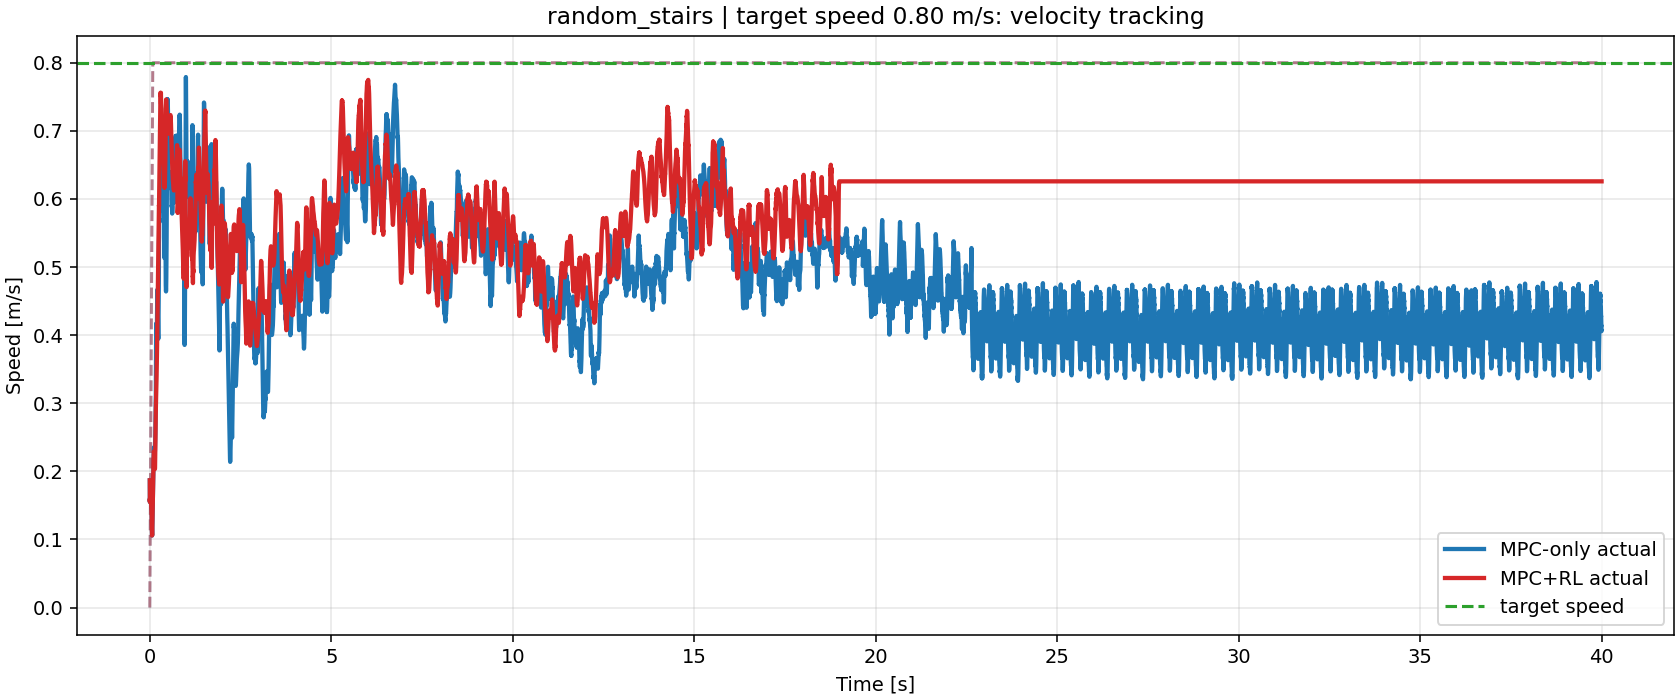 random_stairs | target speed 0.80 m/s: velocity tracking
Speed [m/s]
0.8
0.7
0.6
0.5
0.4
0.3
0.2
0.1
0.0
MPC-only actual
MPC+RL actual
target speed
0 5 10 15 20 25 30 35 40
Time [s]